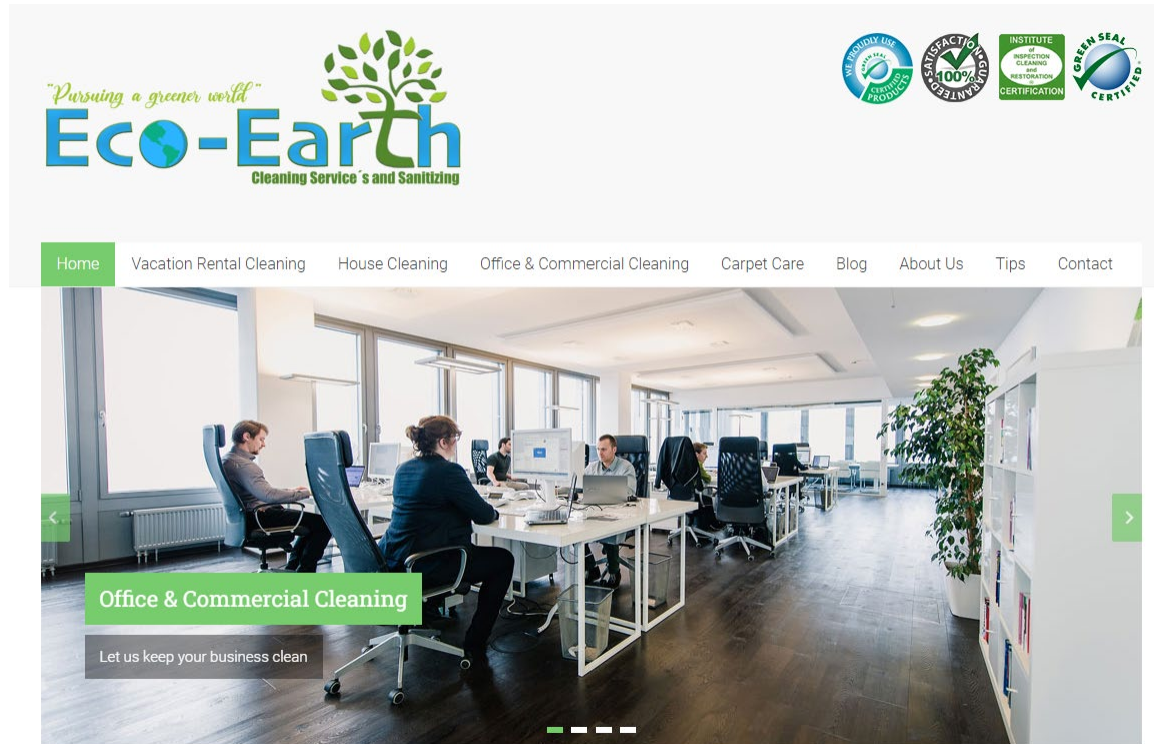 "Pursuing a greener world"
Eco-Earth
Cleaning Service´s and Sanitizing
WE PROUDLY USE
GREEN SEAL
CERTIFIED
PRODUCTS
SATISFACTION
100%
GUARANTEED
INSTITUTE
of
INSPECTION
CLEANING
and
RESTORATION
CERTIFICATION
GREEN SEAL
CERTIFIED
Home Vacation Rental Cleaning House Cleaning Office & Commercial Cleaning Carpet Care Blog About Us Tips Contact
Office & Commercial Cleaning
Let us keep your business clean